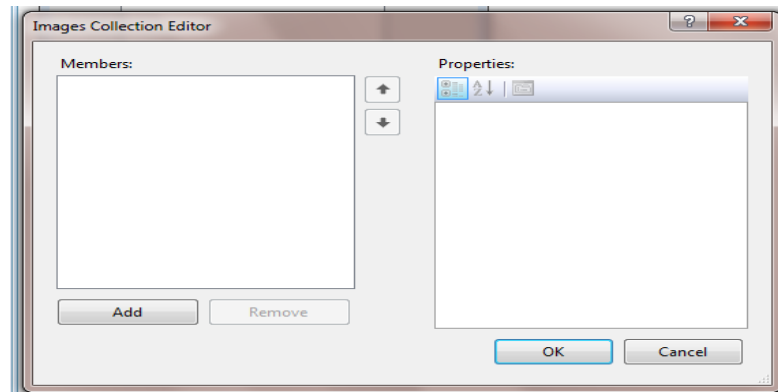 Images Collection Editor
Members:
Properties:
Add
Remove
OK
Cancel